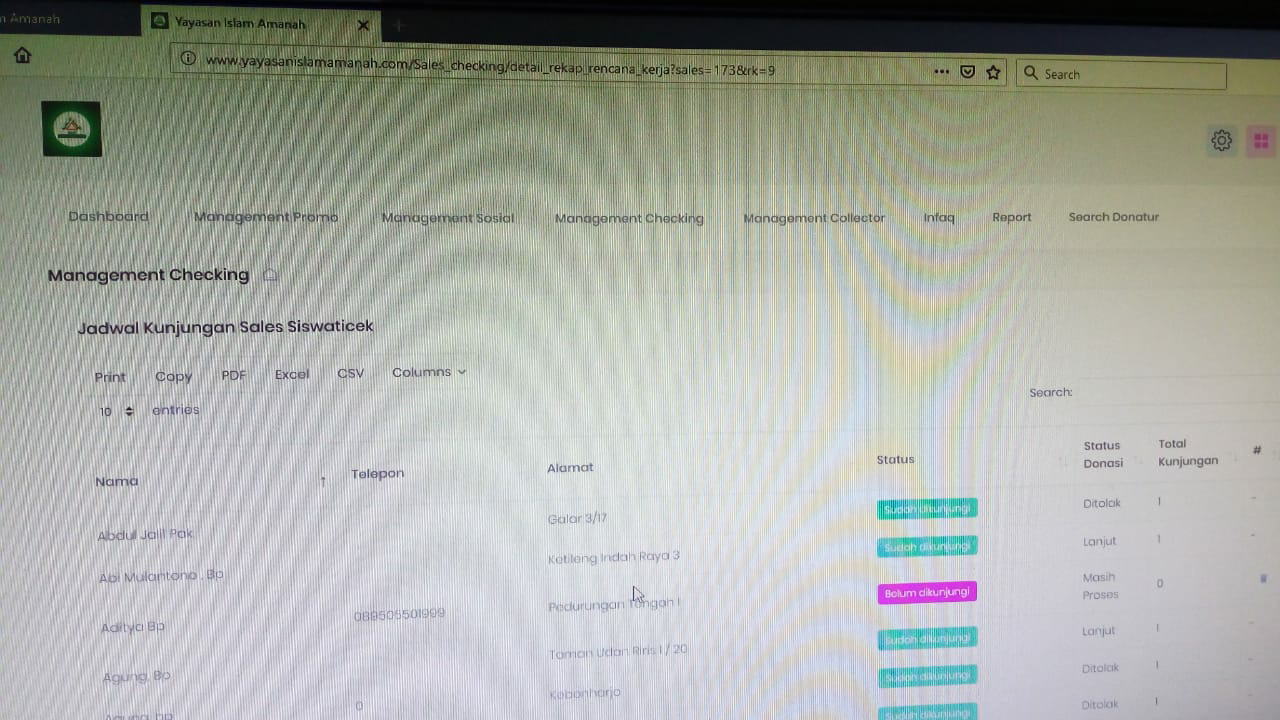 n Amanah
Yayasan Islam Amanah
www.yayasanislamamanah.com/Sales_checking/detail_rekap_rencana_kerja?sales=173&rk=9
Search
Dashboard Management Promo Management Sosial Management Checking Management Collector Infaq Report Search Donatur
Management Checking
Jadwal Kunjungan Sales Siswaticek
Print Copy PDF Excel CSV Columns
10 entries
Search:
Nama Telepon Alamat Status Status Donasi Total Kunjungan #
Abdul Jalil Pak Galar 3/17 Sudah dikunjungi Ditolak 1 -
Abi Mulantono . Bp Ketileng Indah Raya 3 Sudah dikunjungi Lanjut 1 -
Aditya Bp 089505501999 Pedurungan Tengah I Belum dikunjungi Masih Proses 0
Agung, Bp Taman Udan Riris I / 20 Sudah dikunjungi Lanjut 1 -
Agung, bp 0 Kebonharjo Sudah dikunjungi Ditolak 1 -
Sudah dikunjungi Ditolak 1